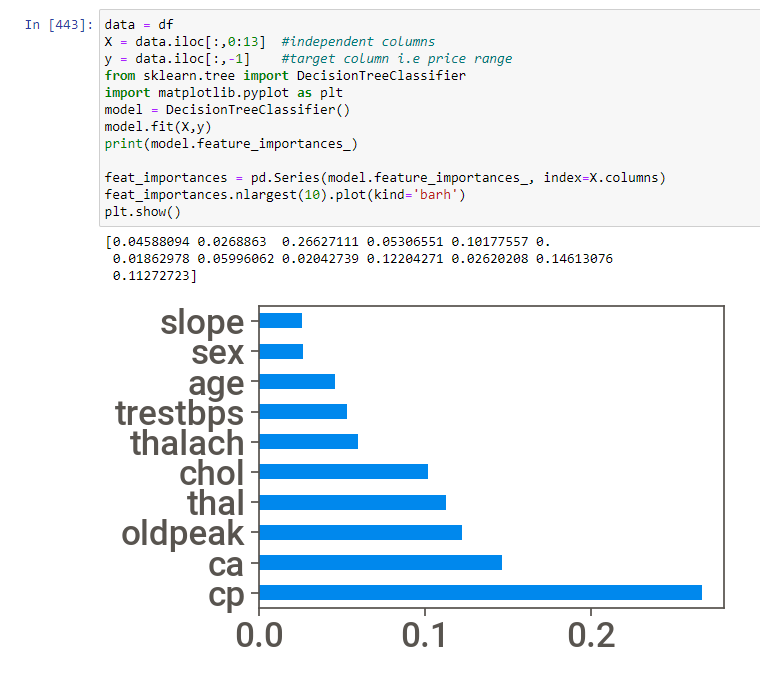 In [443]: data = df
X = data.iloc[:,0:13]  #independent columns
y = data.iloc[:,-1]    #target column i.e price range
from sklearn.tree import DecisionTreeClassifier
import matplotlib.pyplot as plt
model = DecisionTreeClassifier()
model.fit(X,y)
print(model.feature_importances_)
feat_importances = pd.Series(model.feature_importances_, index=X.columns)
feat_importances.nlargest(10).plot(kind='barh')
plt.show()
[0.04588094 0.0268863  0.26627111 0.05306551 0.10177557 0.
0.01862978 0.05996062 0.02042739 0.12204271 0.02620208 0.14613076
0.11272723]
slope
sex
age
trestbps
thalach
chol
thal
oldpeak
ca
cp
0.0 0.1 0.2